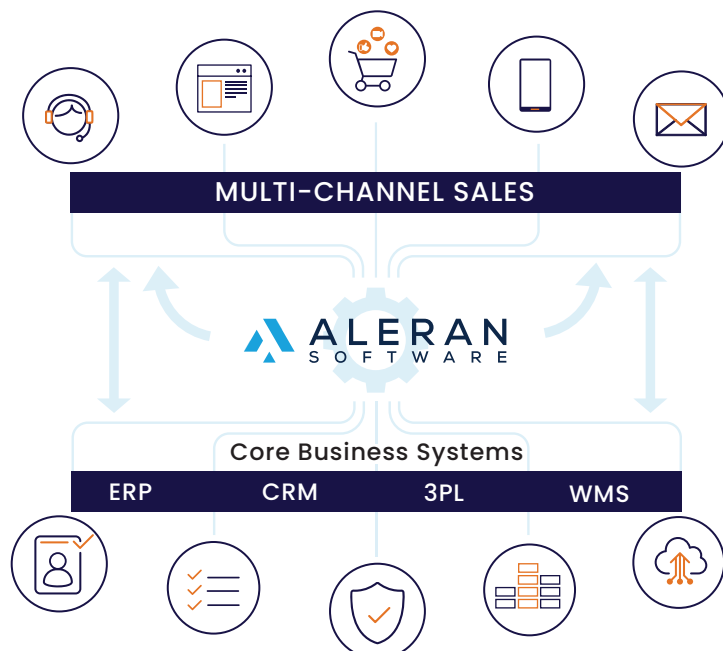 MULTI-CHANNEL SALES
ALERAN
SOFTWARE
Core Business Systems
ERP CRM 3PL WMS